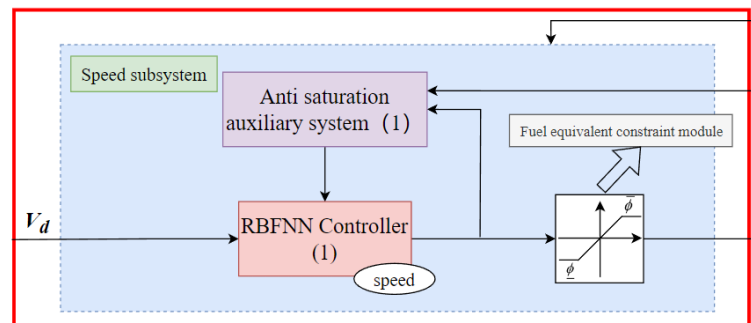 Speed subsystem
Anti saturation
auxiliary system（1）
Fuel equivalent constraint module
V_d
RBFNN Controller
(1)
speed
ϕ̅
ϕ̲